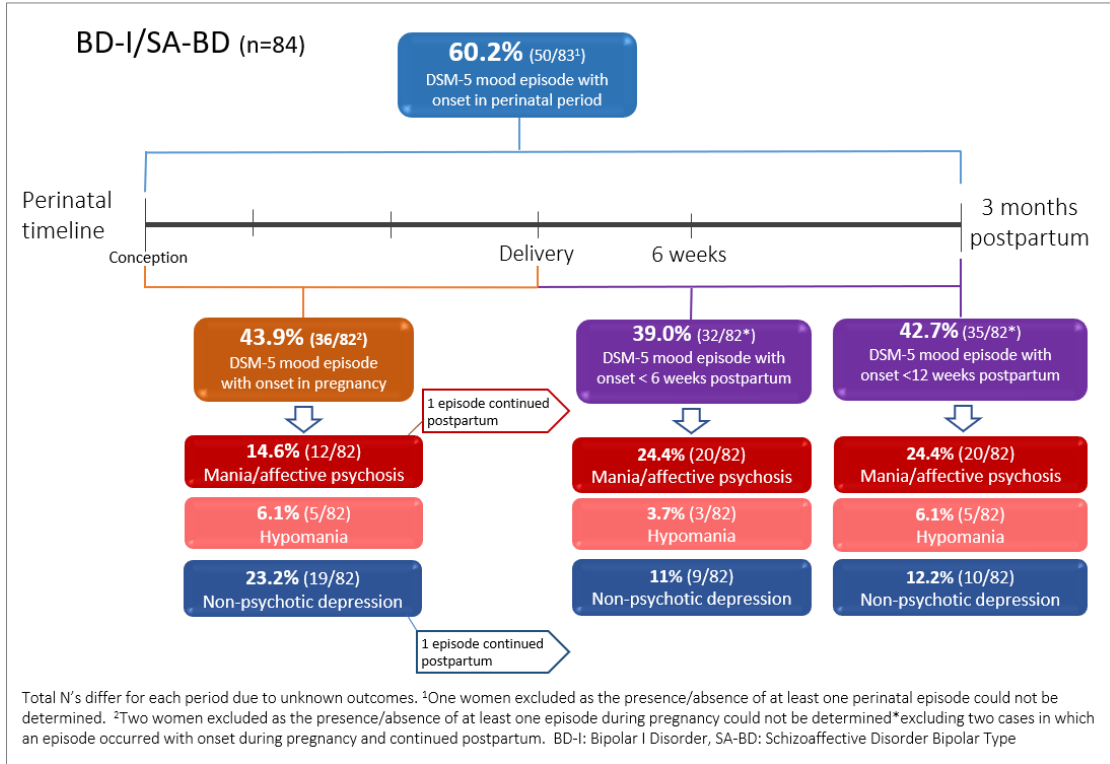 BD-I/SA-BD (n=84)
60.2% (50/83¹)
DSM-5 mood episode with
onset in perinatal period
Perinatal
timeline
Conception
Delivery
6 weeks
3 months
postpartum
43.9% (36/82²)
DSM-5 mood episode
with onset in pregnancy
39.0% (32/82*)
DSM-5 mood episode with
onset < 6 weeks postpartum
42.7% (35/82*)
DSM-5 mood episode with
onset <12 weeks postpartum
1 episode continued
postpartum
14.6% (12/82)
Mania/affective psychosis
6.1% (5/82)
Hypomania
23.2% (19/82)
Non-psychotic depression
1 episode continued
postpartum
24.4% (20/82)
Mania/affective psychosis
3.7% (3/82)
Hypomania
11% (9/82)
Non-psychotic depression
24.4% (20/82)
Mania/affective psychosis
6.1% (5/82)
Hypomania
12.2% (10/82)
Non-psychotic depression
Total N's differ for each period due to unknown outcomes. ¹One women excluded as the presence/absence of at least one perinatal episode could not be
determined. ²Two women excluded as the presence/absence of at least one episode during pregnancy could not be determined*excluding two cases in which
an episode occurred with onset during pregnancy and continued postpartum. BD-I: Bipolar I Disorder, SA-BD: Schizoaffective Disorder Bipolar Type